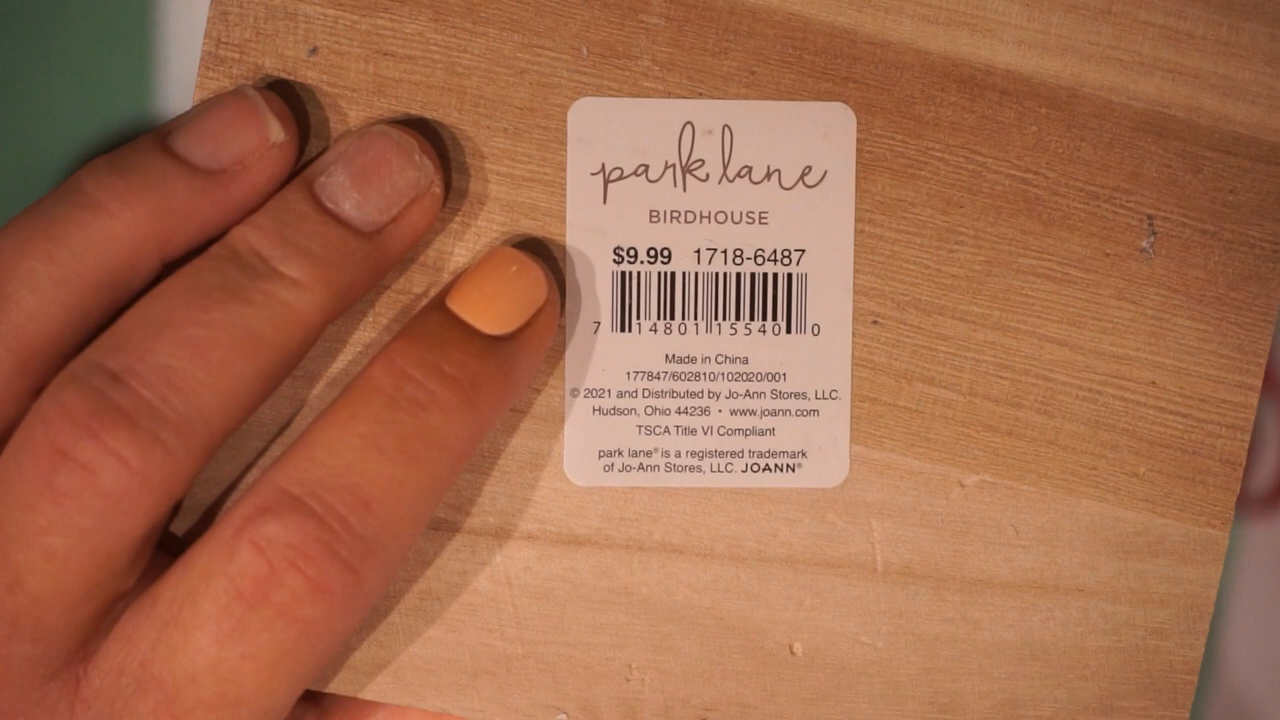 park lane
BIRDHOUSE
$9.99 1718-6487
7 14801 15540 0
Made in China
177847/602810/102020/001
© 2021 and Distributed by Jo-Ann Stores, LLC.
Hudson, Ohio 44236 • www.joann.com
TSCA Title VI Compliant
park lane® is a registered trademark
of Jo-Ann Stores, LLC. JOANN®